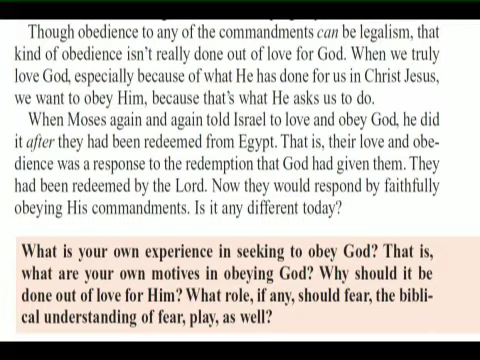 Though obedience to any of the commandments can be legalism, that
kind of obedience isn't really done out of love for God. When we truly
love God, especially because of what He has done for us in Christ Jesus,
we want to obey Him, because that's what He asks us to do.
When Moses again and again told Israel to love and obey God, he did
it after they had been redeemed from Egypt. That is, their love and obe-
dience was a response to the redemption that God had given them. They
had been redeemed by the Lord. Now they would respond by faithfully
obeying His commandments. Is it any different today?
What is your own experience in seeking to obey God? That is,
what are your own motives in obeying God? Why should it be
done out of love for Him? What role, if any, should fear, the bibli-
cal understanding of fear, play, as well?